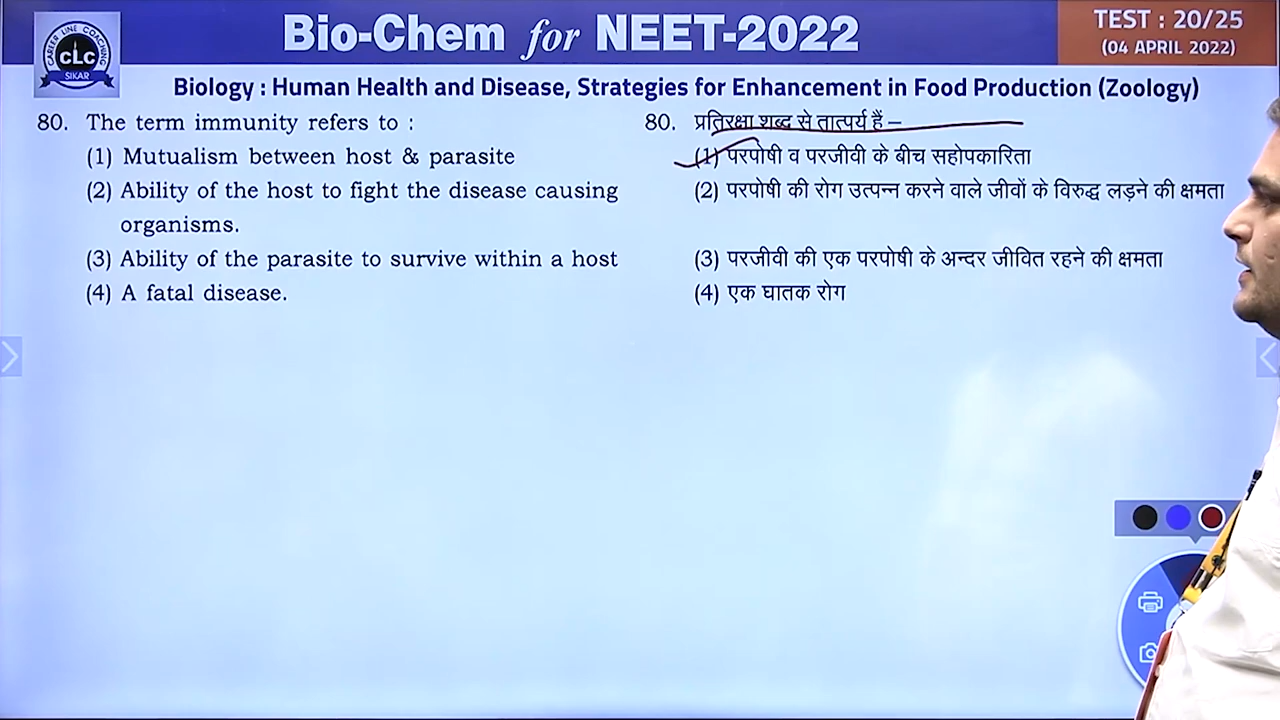 CAREER LINE COACHING
CLC
SIKAR
Bio-Chem for NEET-2022
TEST : 20/25
(04 APRIL 2022)
Biology : Human Health and Disease, Strategies for Enhancement in Food Production (Zoology)
80. The term immunity refers to :
(1) Mutualism between host & parasite
(2) Ability of the host to fight the disease causing
organisms.
(3) Ability of the parasite to survive within a host
(4) A fatal disease.
80. प्रतिरक्षा शब्द से तात्पर्य हैं –
(1) परपोषी व परजीवी के बीच सहोपकारिता
(2) परपोषी की रोग उत्पन्न करने वाले जीवों के विरुद्ध लड़ने की क्षमता
(3) परजीवी की एक परपोषी के अन्दर जीवित रहने की क्षमता
(4) एक घातक रोग